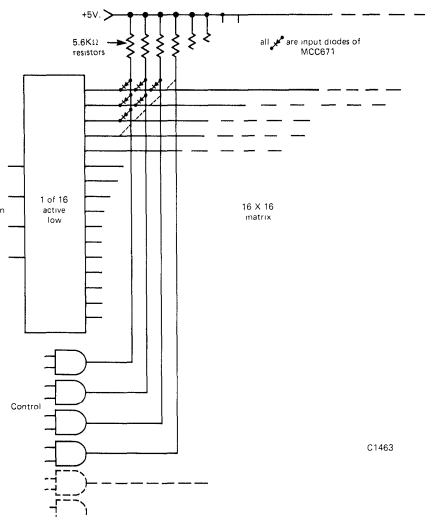 +5V.
5.6KΩ
resistors
all are input diodes of
MCC671
1 of 16
active
low
n
16 X 16
matrix
Control
C1463